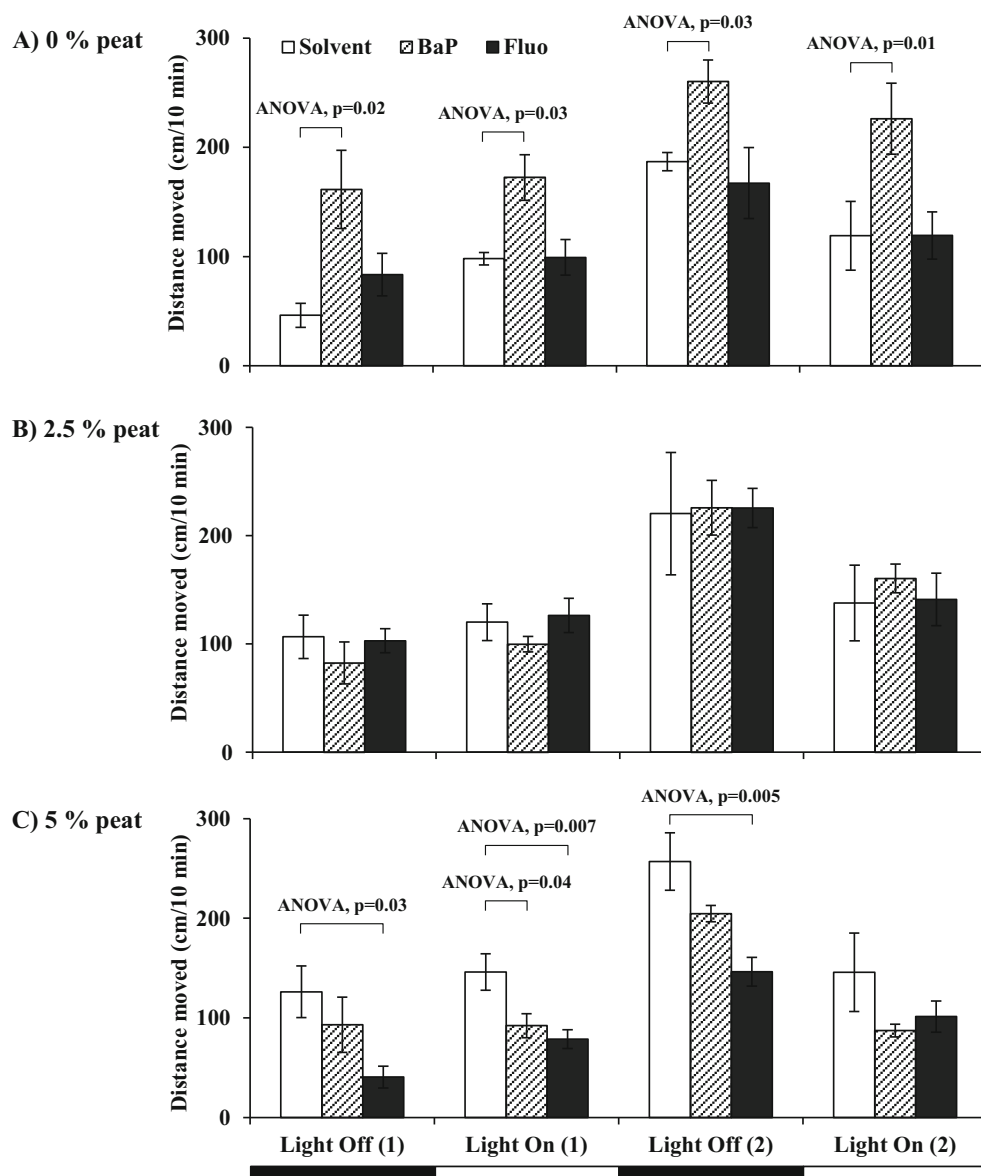 A) 0 % peat
Solvent BaP Fluo
ANOVA, p=0.02
ANOVA, p=0.03
ANOVA, p=0.03
ANOVA, p=0.01
Distance moved (cm/10 min)
300
200
100
0
B) 2.5 % peat
Distance moved (cm/10 min)
300
200
100
0
C) 5 % peat
ANOVA, p=0.03
ANOVA, p=0.007
ANOVA, p=0.04
ANOVA, p=0.005
Distance moved (cm/10 min)
300
200
100
0
Light Off (1) Light On (1) Light Off (2) Light On (2)